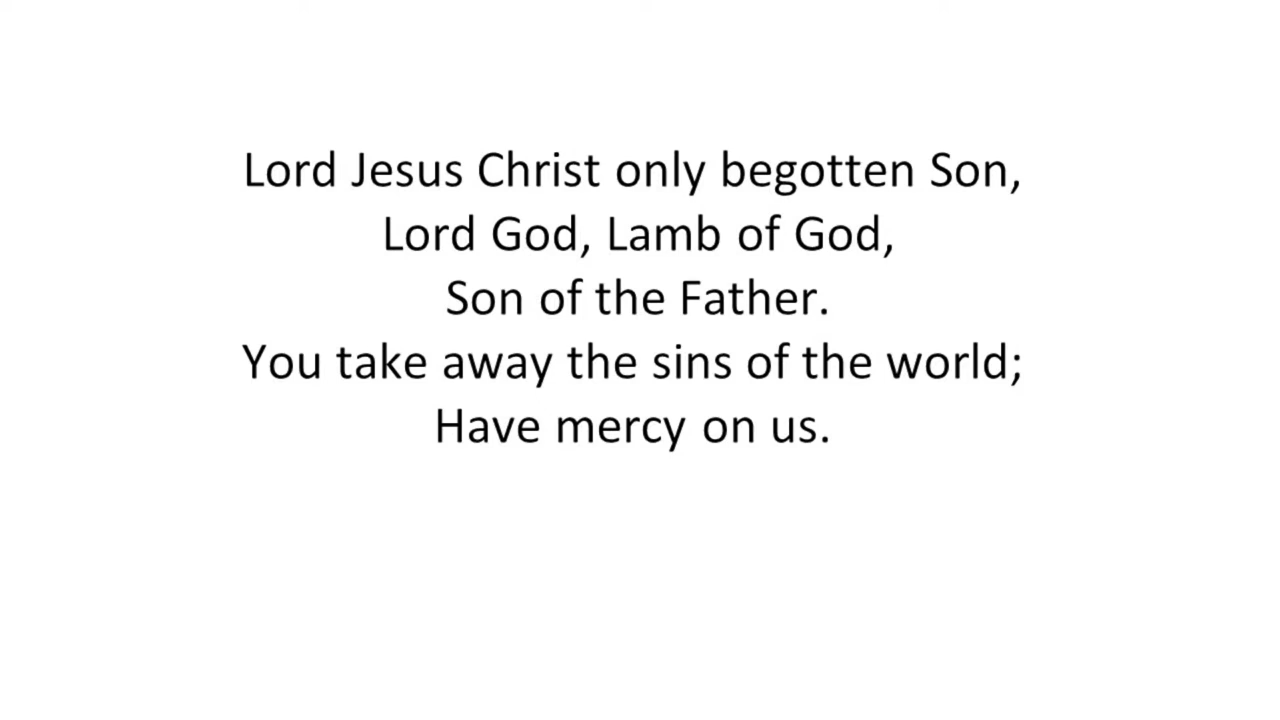 Lord Jesus Christ only begotten Son,
Lord God, Lamb of God,
Son of the Father.
You take away the sins of the world;
Have mercy on us.